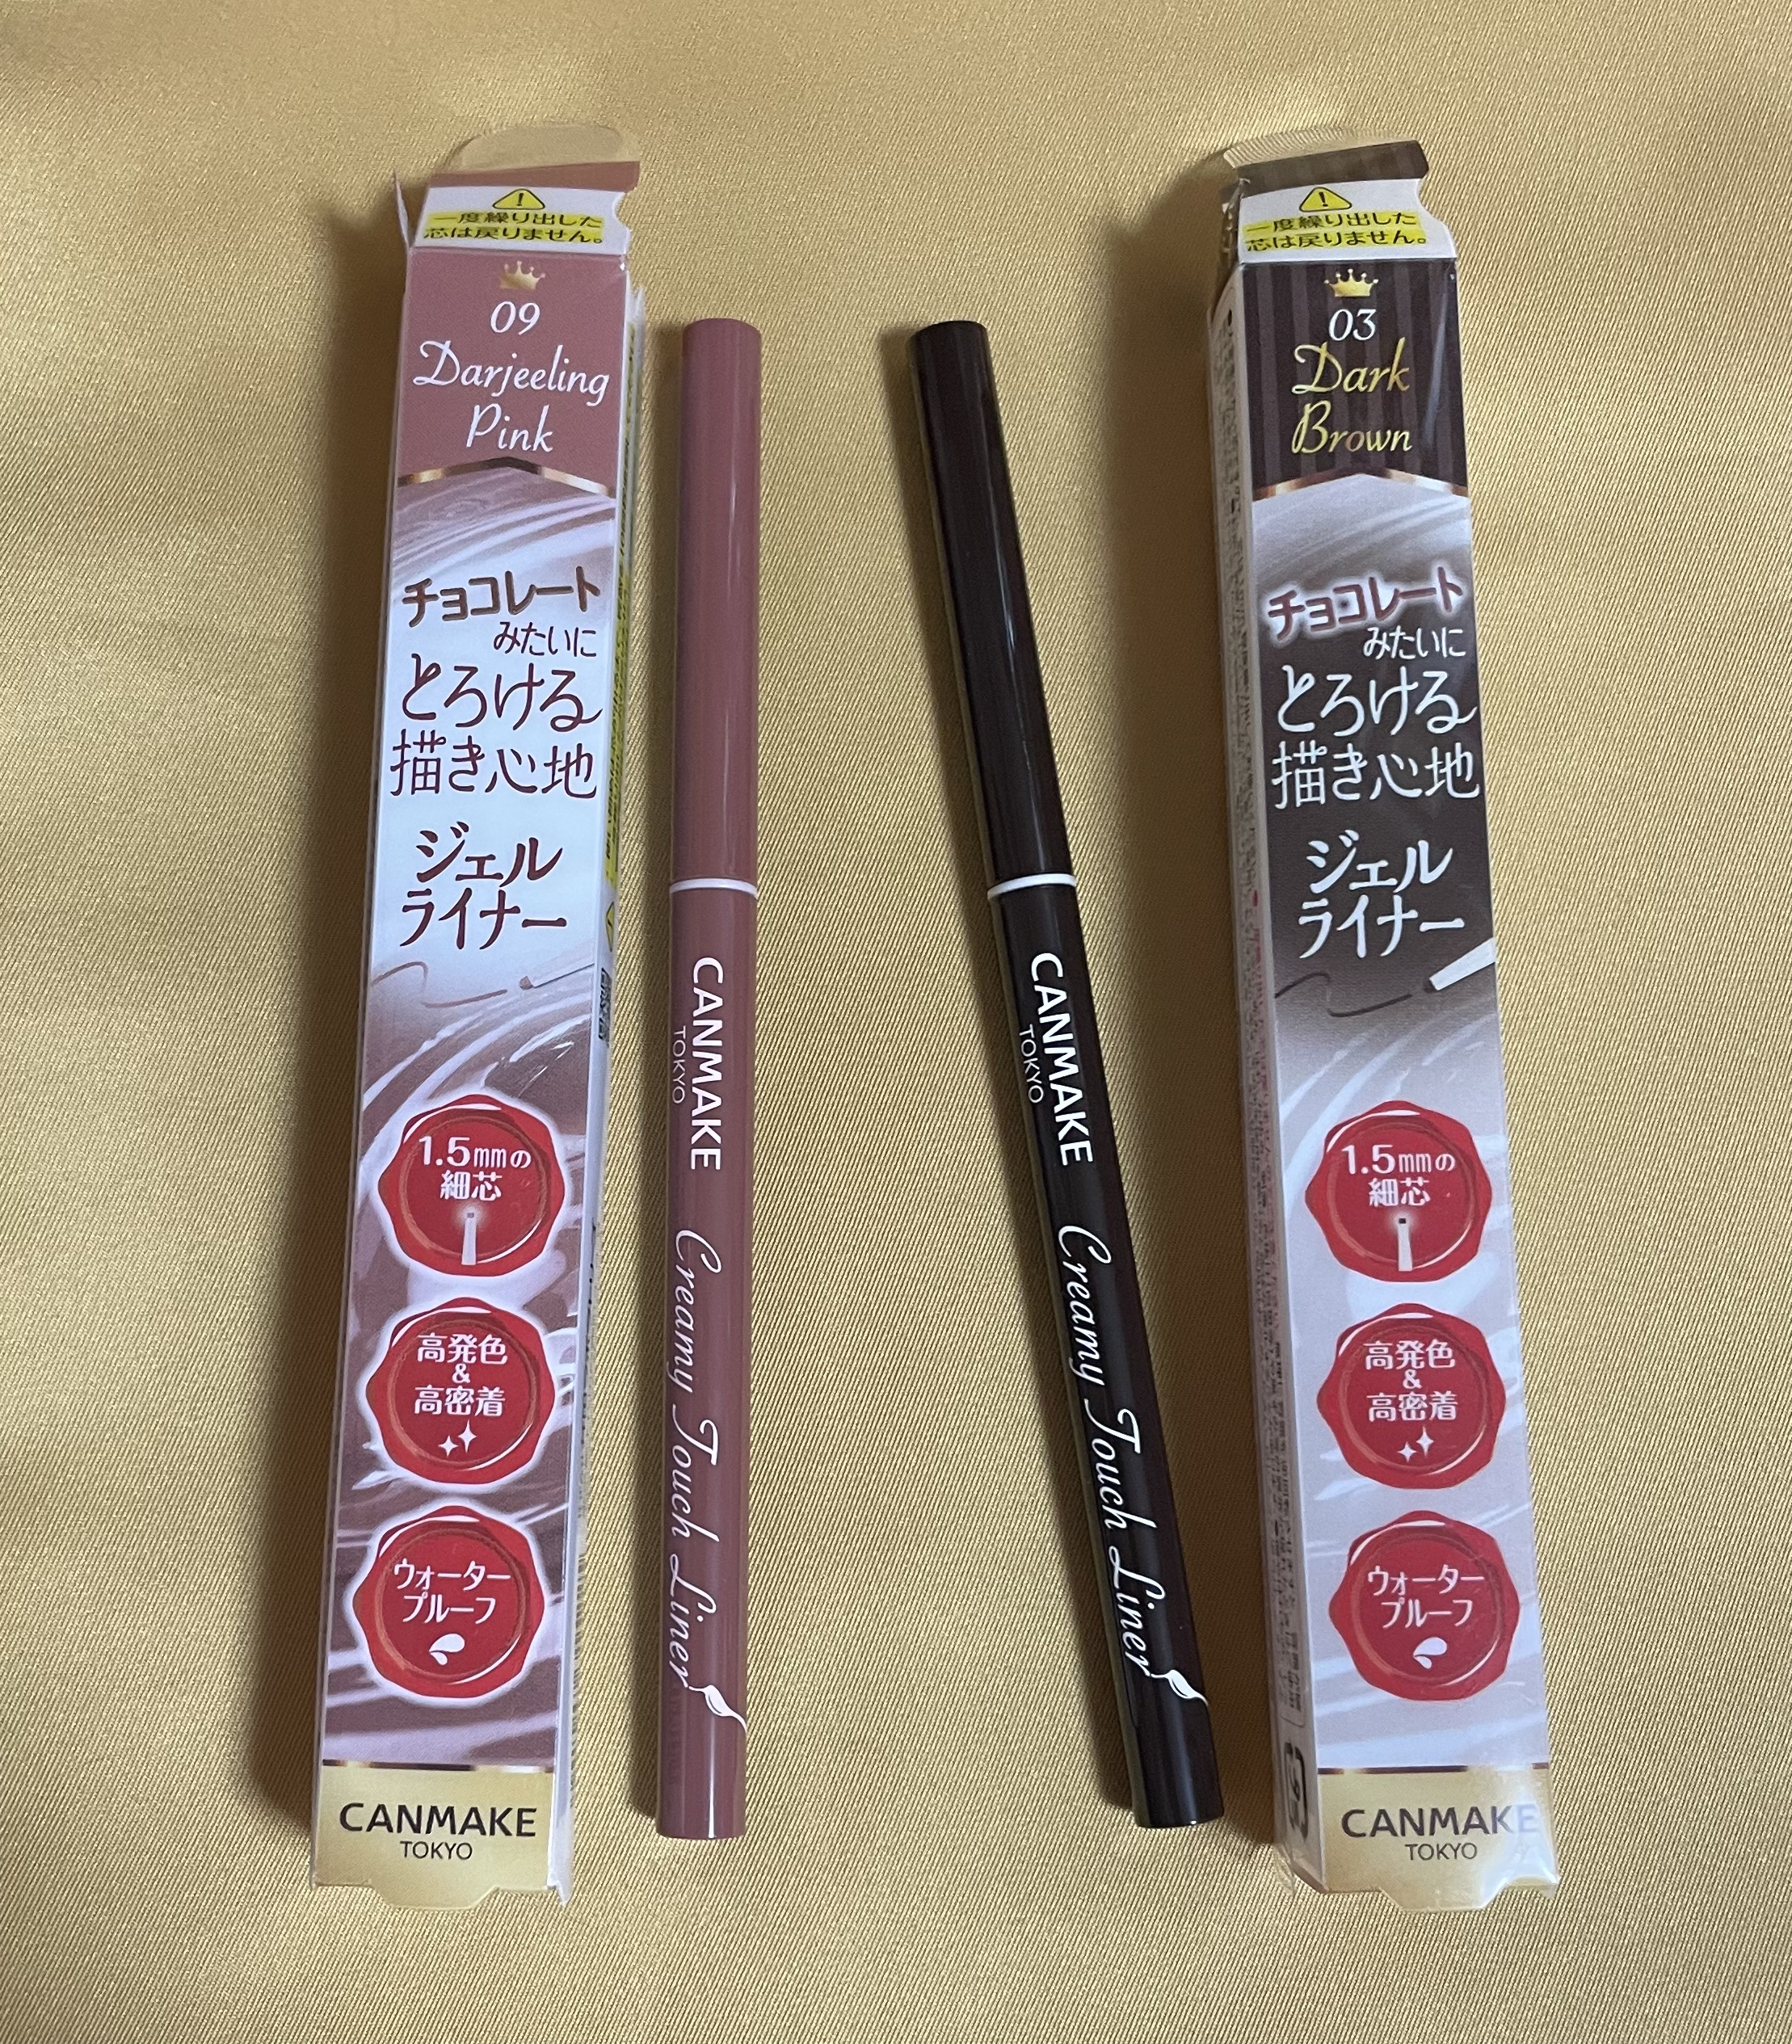 一度繰り出した
芯は戻りません。
09
Darjeeling
Pink
チョコレート
みたいに
とろける
描き心地
ジェル
ライナー
1.5mmの
細芯
高発色
&
高密着
ウォーター
プルーフ
CANMAKE
TOKYO
CANMAKE
TOKYO
Creamy Touch Liner
CANMAKE
TOKYO
Creamy Touch Liner
一度繰り出した
芯は戻りません。
03
Dark
Brown
チョコレート
みたいに
とろける
描き心地
ジェル
ライナー
1.5mmの
細芯
高発色
&
高密着
ウォーター
プルーフ
CANMAKE
TOKYO